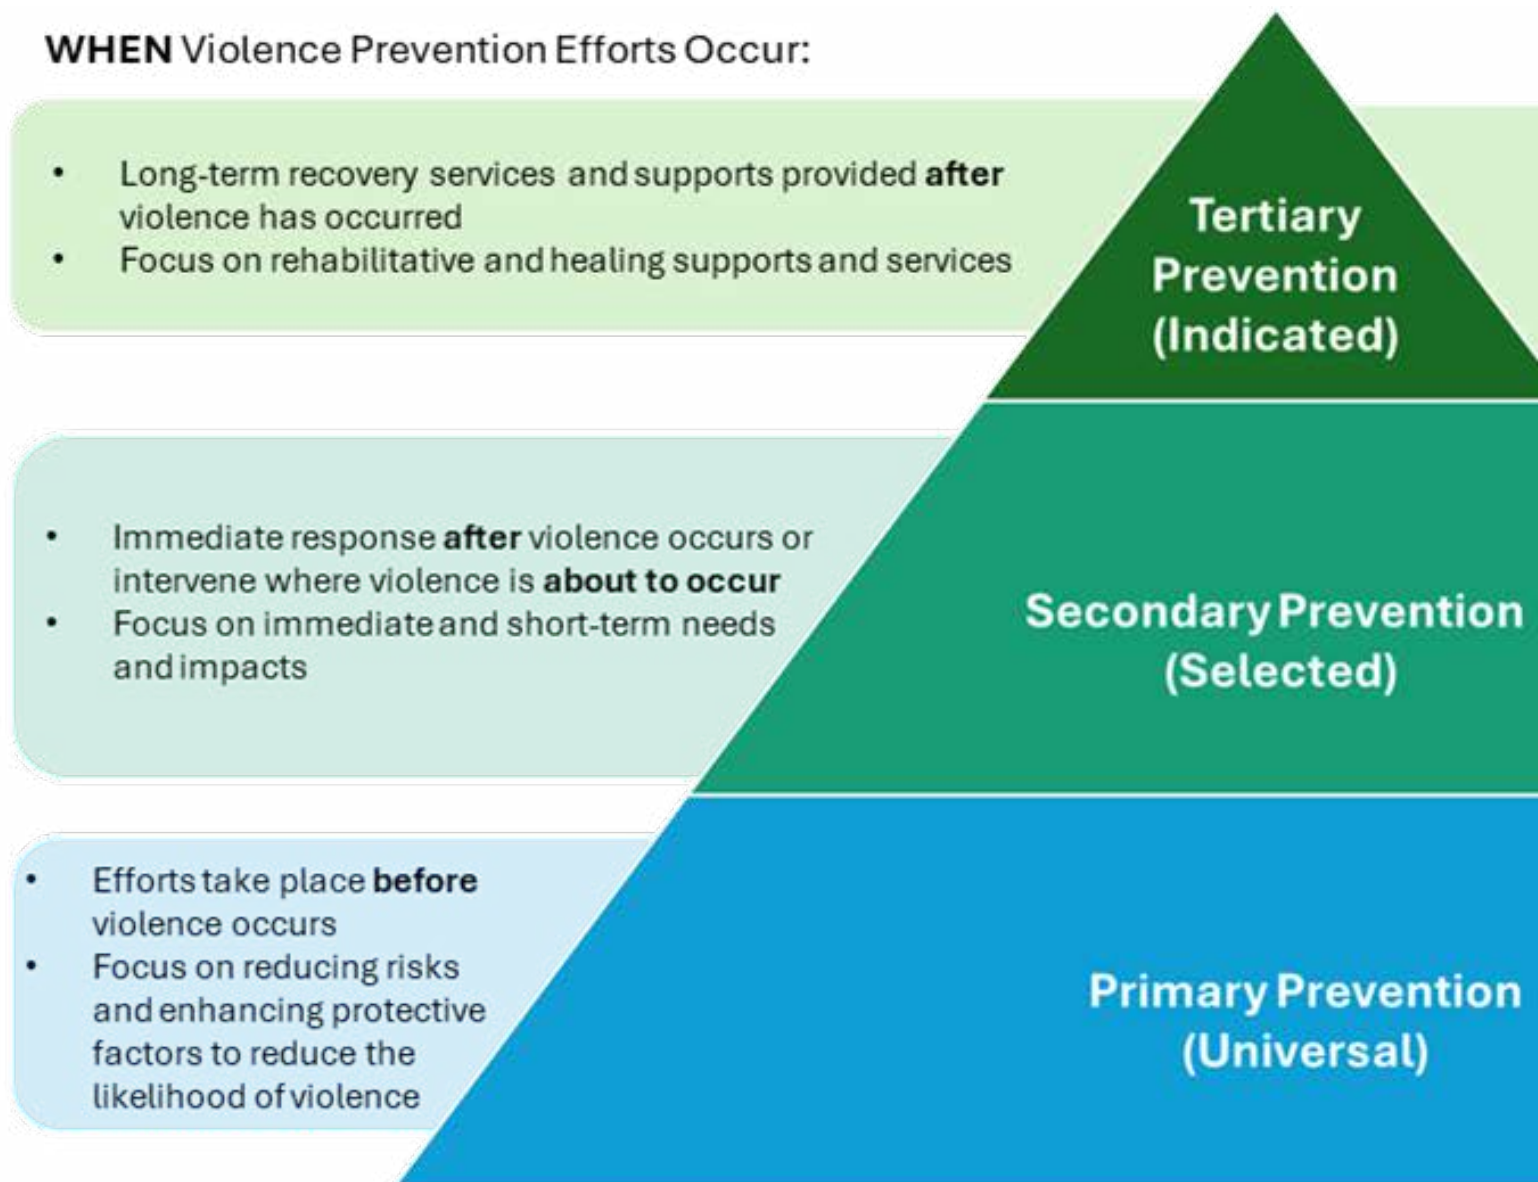 WHEN Violence Prevention Efforts Occur:
• Long-term recovery services and supports provided after
violence has occurred
• Focus on rehabilitative and healing supports and services
Tertiary
Prevention
(Indicated)
• Immediate response after violence occurs or
intervene where violence is about to occur
• Focus on immediate and short-term needs
and impacts
Secondary Prevention
(Selected)
• Efforts take place before
violence occurs
• Focus on reducing risks
and enhancing protective
factors to reduce the
likelihood of violence
Primary Prevention
(Universal)